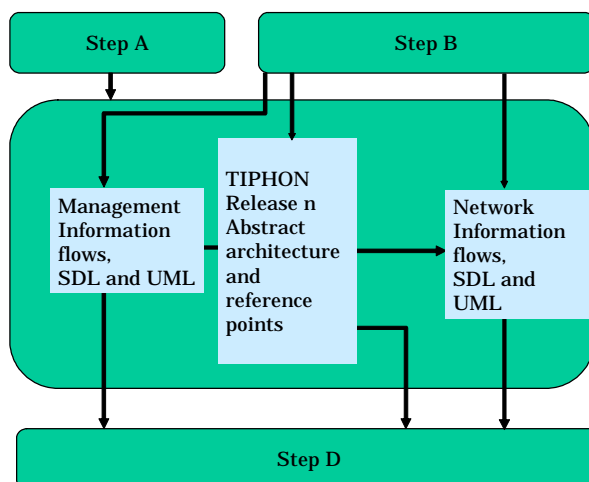 Step A
Step B
Management
Information
flows,
SDL and UML
TIPHON
Release n
Abstract
architecture
and
reference
points
Network
Information
flows,
SDL and
UML
Step D